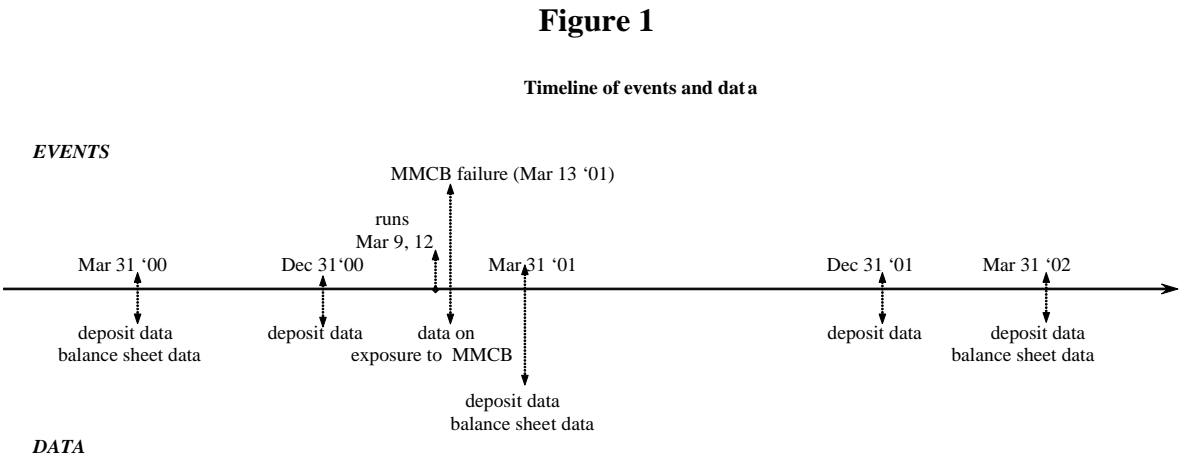 Figure 1
Timeline of events and data
EVENTS
MMCB failure (Mar 13 ‘01)
runs
Mar 9, 12
Mar 31 ‘00
Dec 31‘00
Mar 31 ‘01
Dec 31 ‘01
Mar 31 ‘02
deposit data
balance sheet data
deposit data
data on
exposure to MMCB
deposit data
deposit data
balance sheet data
deposit data
balance sheet data
DATA